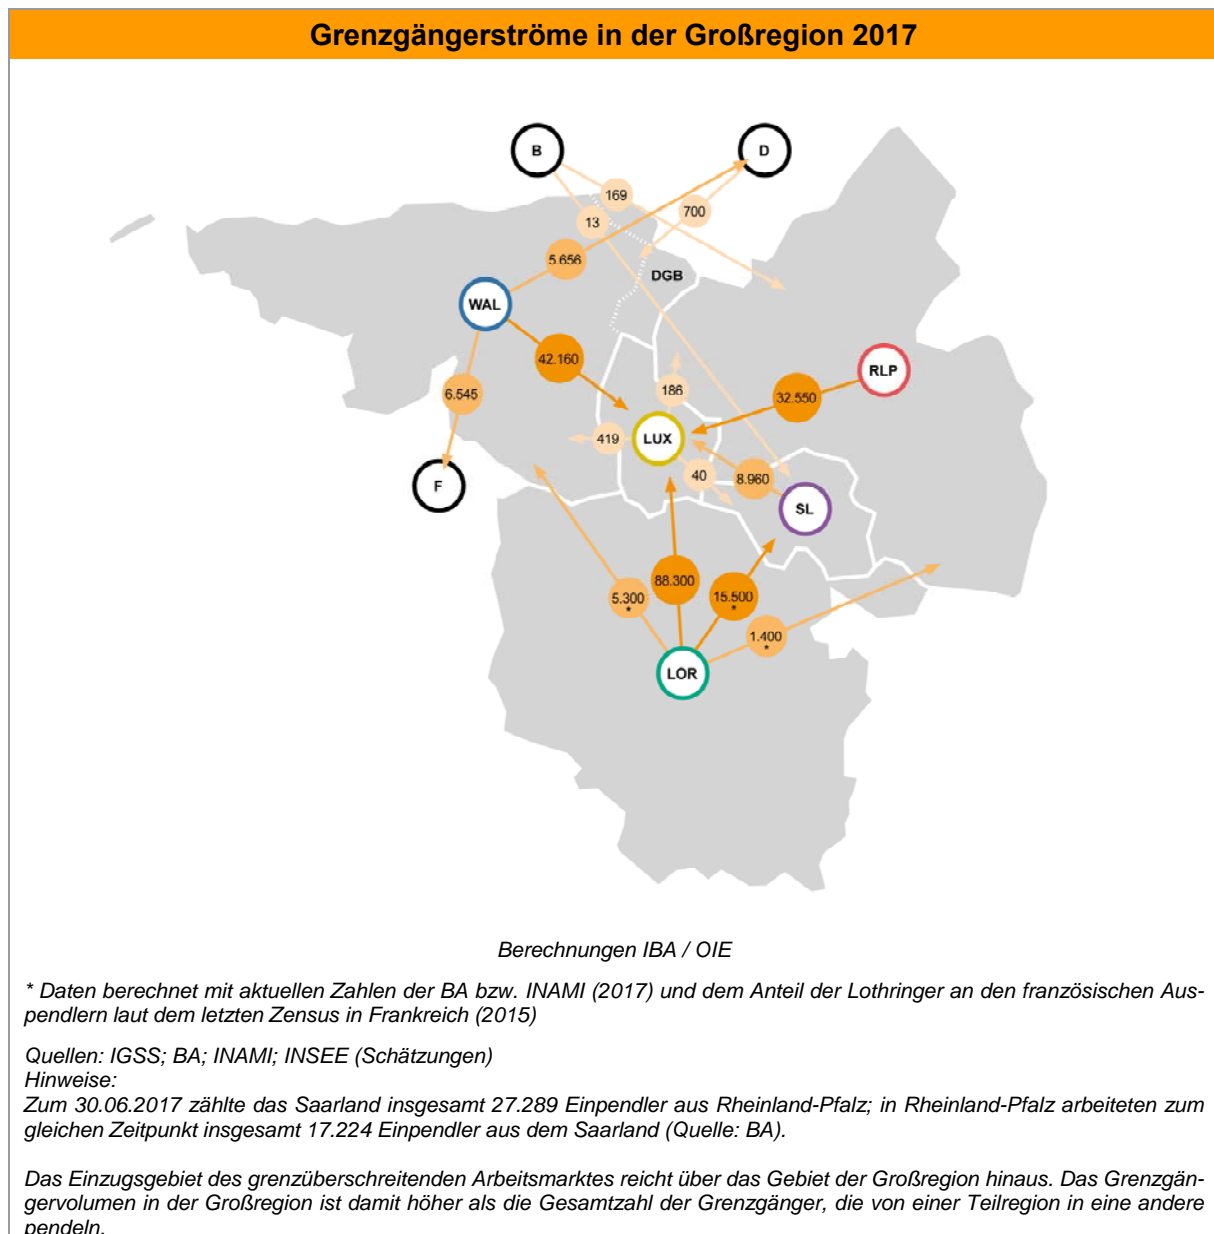 Grenzgängerströme in der Großregion 2017
B
D
169
700
13
5.656
DGB
WAL
42.160
RLP
186
32.550
6.545
419
LUX
40
8.960
F
SL
88.300
5.300
*
15.500
*
1.400
*
LOR
Berechnungen IBA / OIE
* Daten berechnet mit aktuellen Zahlen der BA bzw. INAMI (2017) und dem Anteil der Lothringer an den französischen Aus-
pendlern laut dem letzten Zensus in Frankreich (2015)
Quellen: IGSS; BA; INAMI; INSEE (Schätzungen)
Hinweise:
Zum 30.06.2017 zählte das Saarland insgesamt 27.289 Einpendler aus Rheinland-Pfalz; in Rheinland-Pfalz arbeiteten zum
gleichen Zeitpunkt insgesamt 17.224 Einpendler aus dem Saarland (Quelle: BA).
Das Einzugsgebiet des grenzüberschreitenden Arbeitsmarktes reicht über das Gebiet der Großregion hinaus. Das Grenzgän-
gervolumen in der Großregion ist damit höher als die Gesamtzahl der Grenzgänger, die von einer Teilregion in eine andere
pendeln.